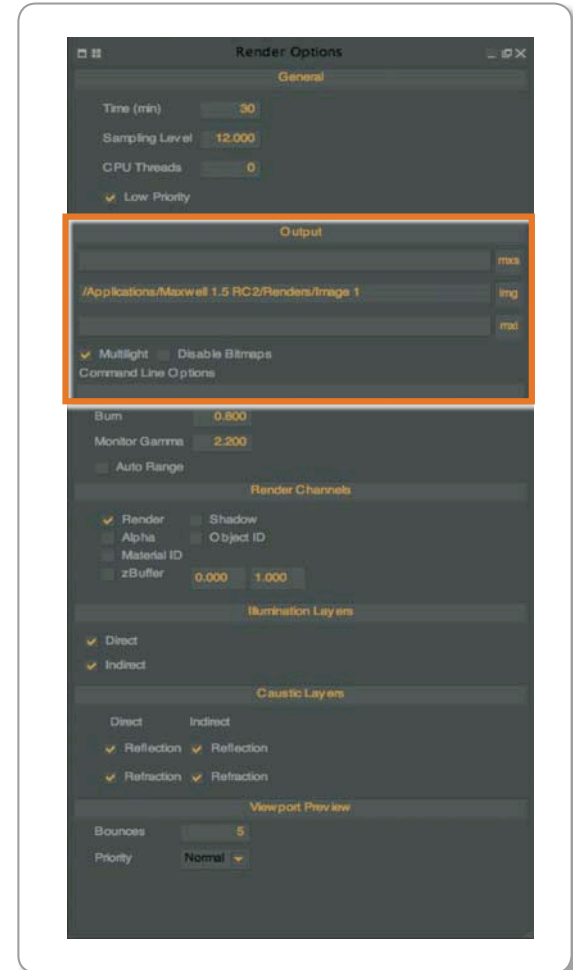 Render Options
General
Time (min) 30
Sampling Level 12.000
CPU Threads 0
Low Priority
Output
mxs
/Applications/Maxwell 1.5 RC2/Renders/Image 1 img
mxi
Multilight Disable Bitmaps
Command Line Options
Burn 0.800
Monitor Gamma 2.200
Auto Range
Render Channels
Render Shadow
Alpha Object ID
Material ID
zBuffer 0.000 1.000
Illumination Layers
Direct
Indirect
Caustic Layers
Direct Indirect
Reflection Reflection
Refraction Refraction
Viewport Preview
Bounces 5
Priority Normal